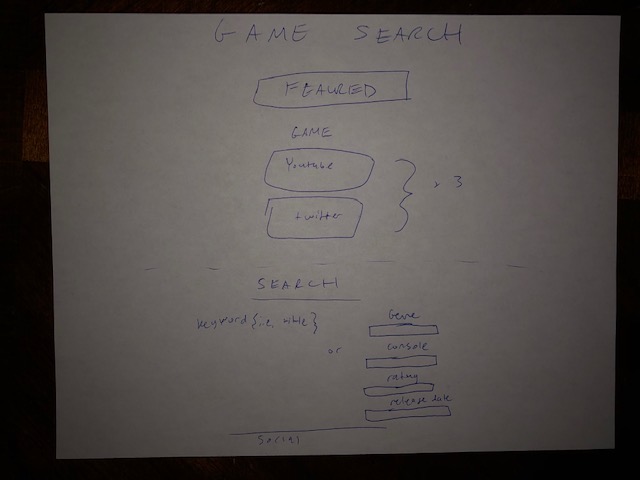 GAME SEARCH
FEAURED
GAME
Youtube
twitter
x 3
SEARCH
keyword {i.e. title}
or
Genre
console
rating
release date
Social